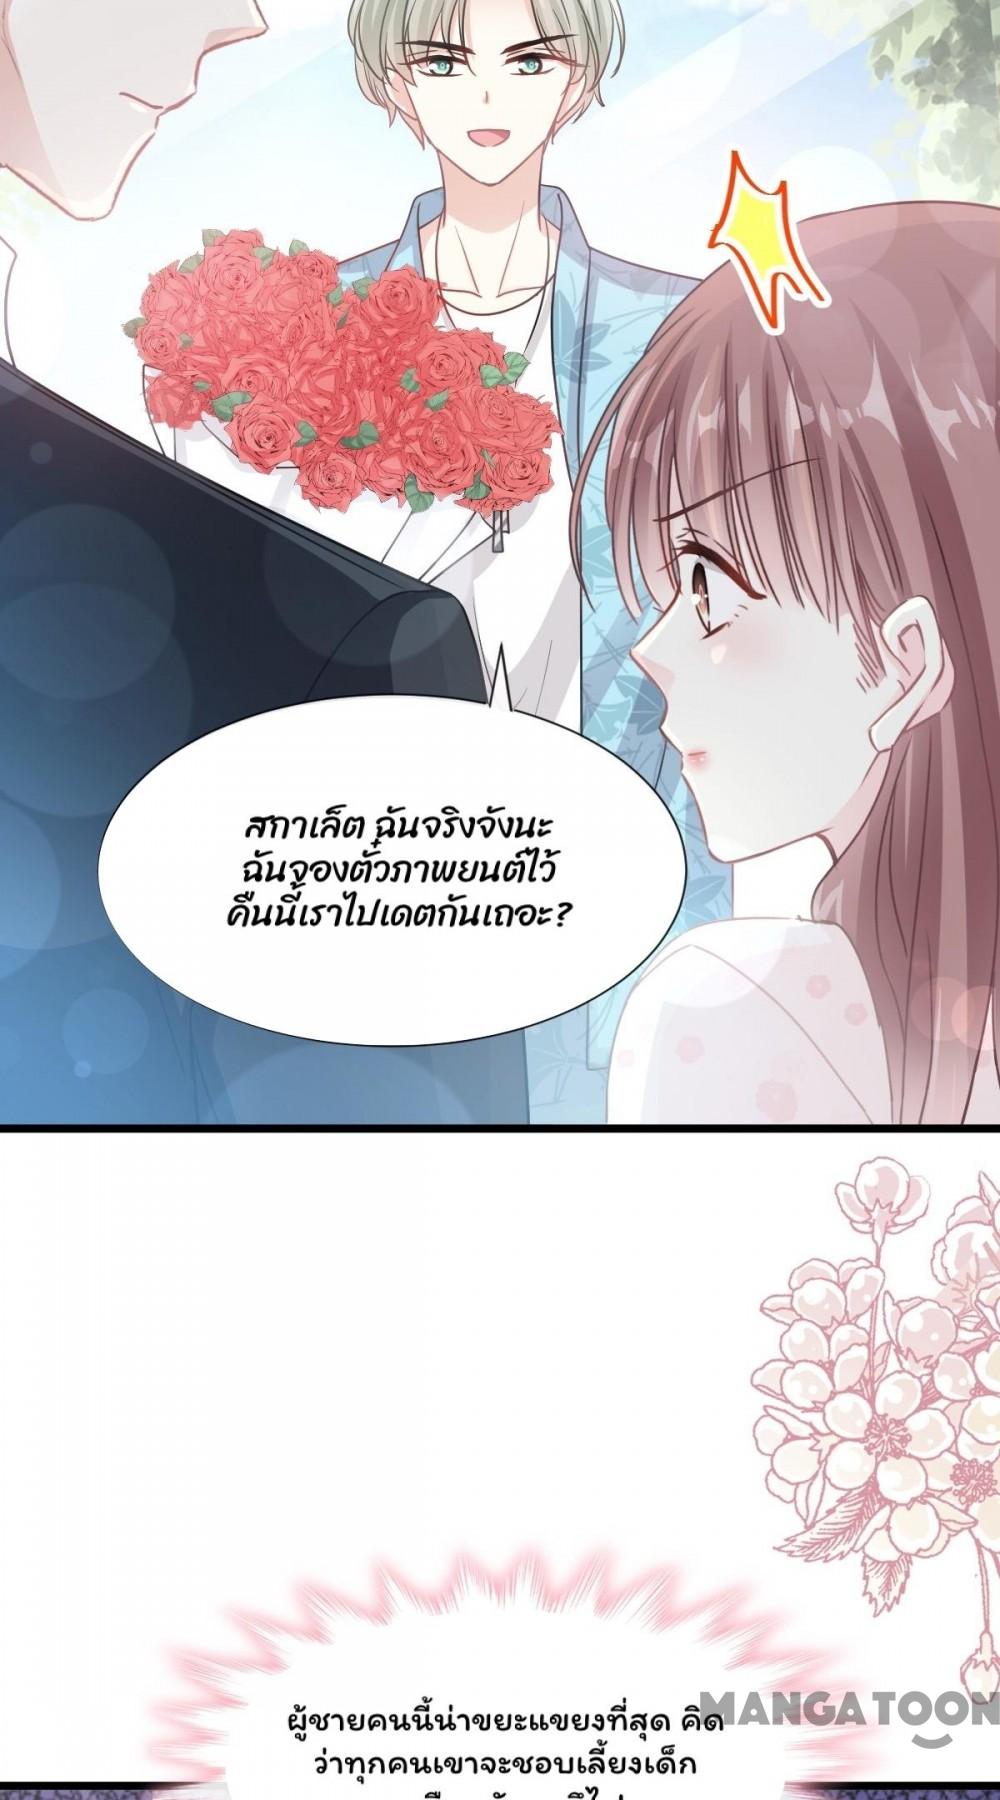 สกาเล็ต ฉันจริงจังนะ
ฉันจองตั๋วภาพยนต์ไว้
คืนนี้เราไปเดตกันเถอะ?
MANGATOON
ผู้ชายคนนี้น่าขยะแขยงที่สุด คิด
ว่าทุกคนเขาจะชอบเลี้ยงเด็ก